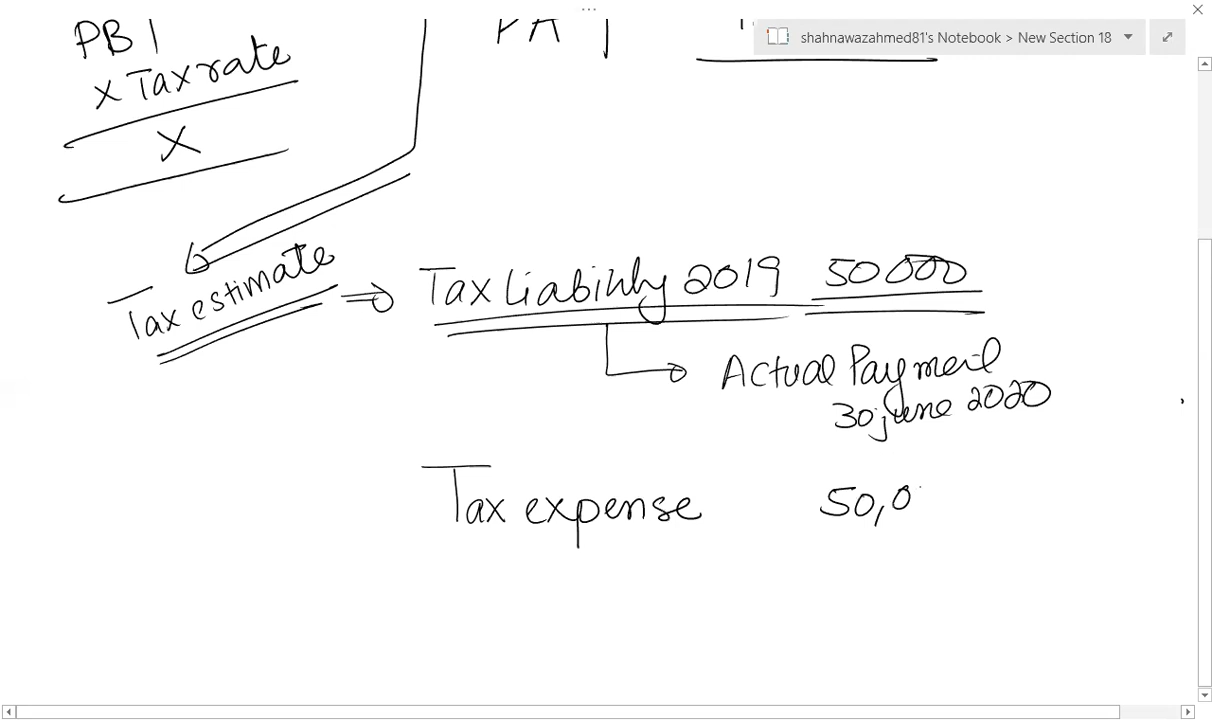 PBT
shahnawazahmed81's Notebook > New Section 18
x Tax rate
X
Tax estimate
Tax Liability 2019 50000
Actual Payment
30 june 2020
Tax expense 50,0